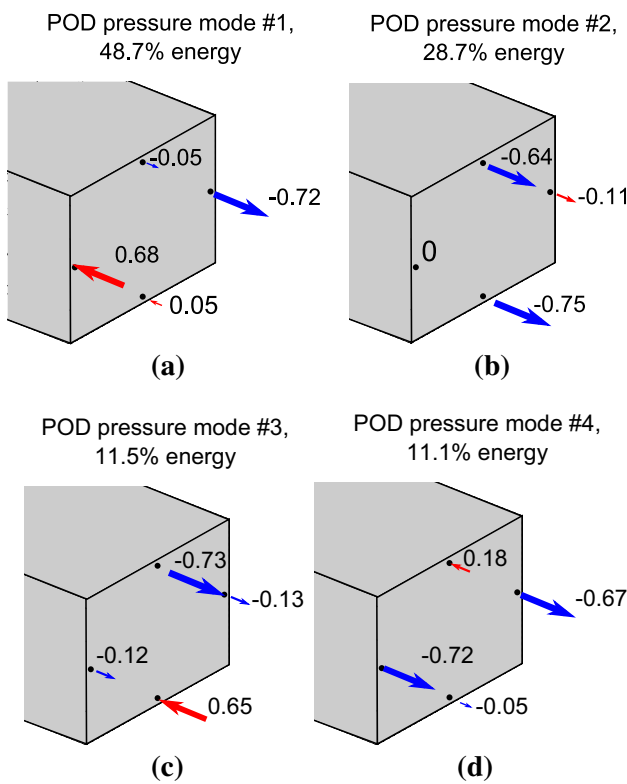 POD pressure mode #1,
48.7% energy
-0.05
-0.72
0.68
0.05
(a)
POD pressure mode #2,
28.7% energy
-0.64
-0.11
0
-0.75
(b)
POD pressure mode #3,
11.5% energy
-0.73
-0.13
-0.12
0.65
(c)
POD pressure mode #4,
11.1% energy
0.18
-0.67
-0.72
-0.05
(d)